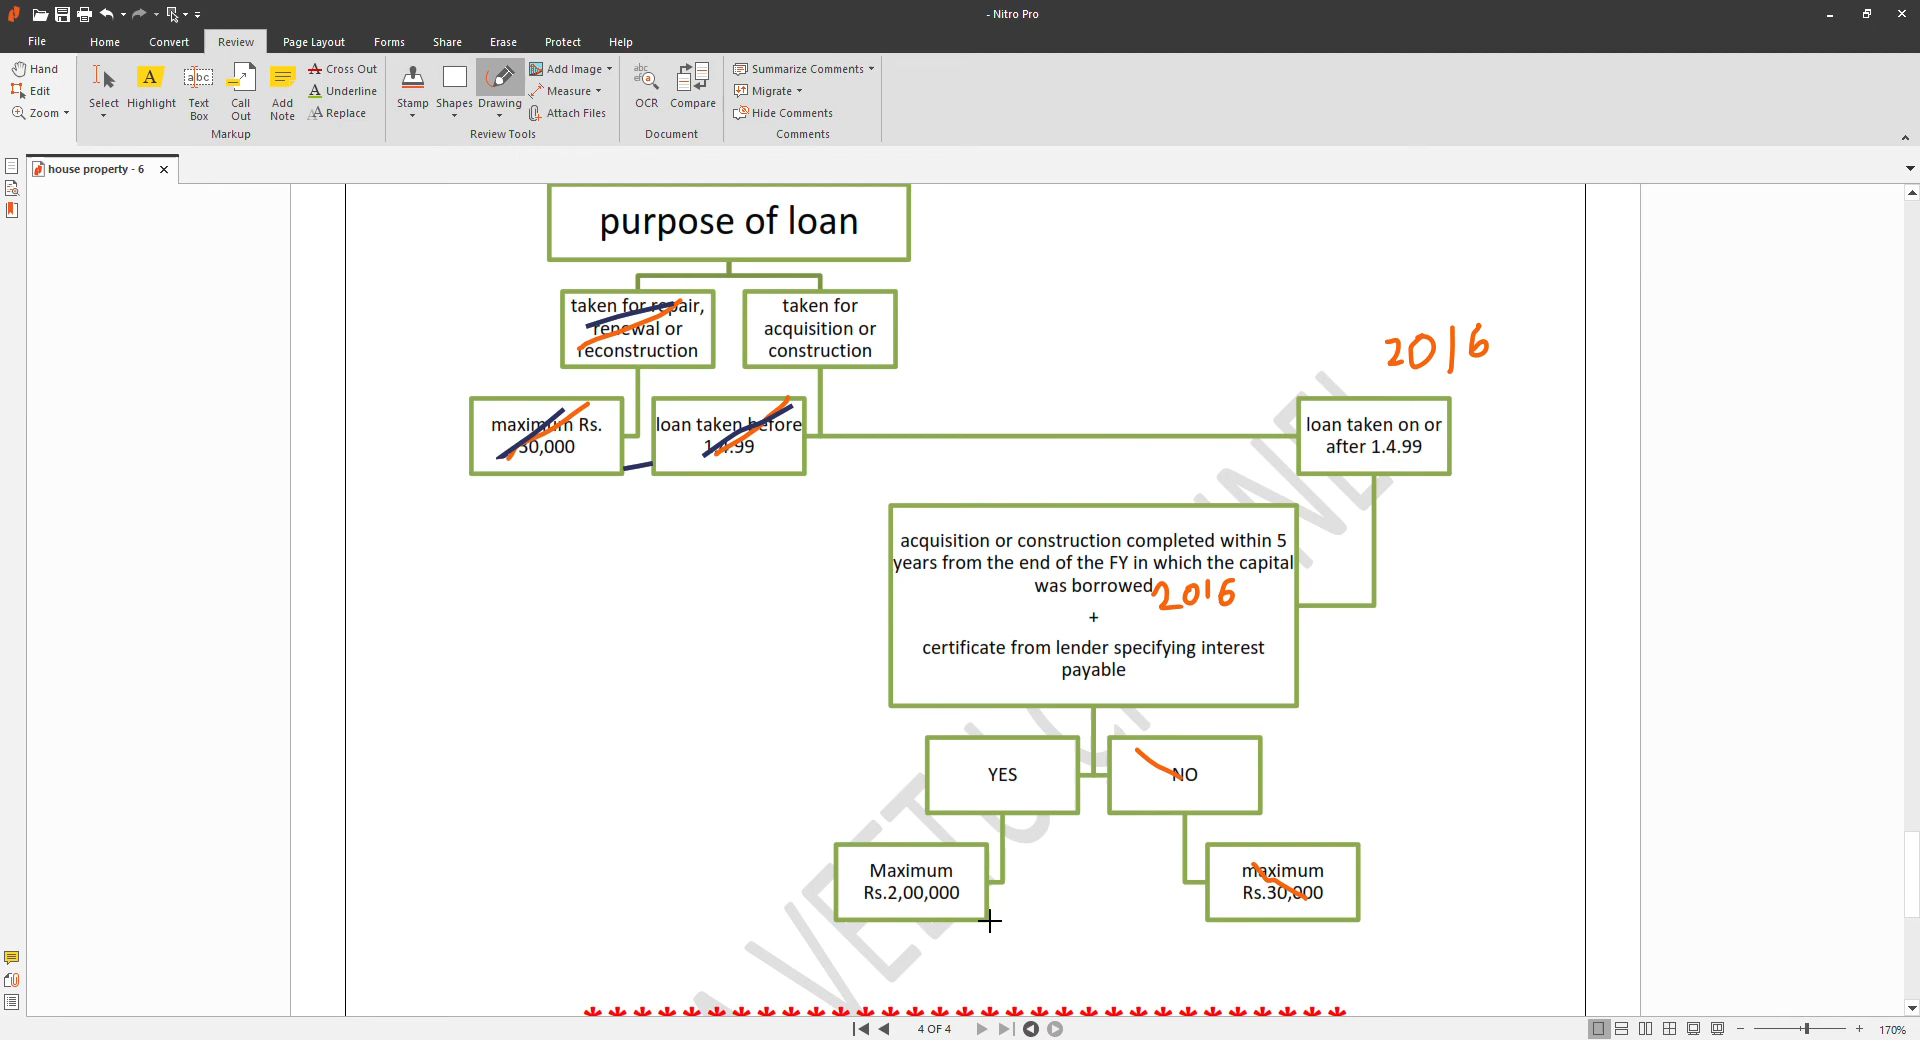 - Nitro Pro
File Home Convert Review Page Layout Forms Share Erase Protect Help
Hand
Edit
Zoom
Select
Highlight
Text Box
Call Out
Add Note
Cross Out
Underline
Replace
Markup
Stamp
Shapes
Drawing
Add Image
Measure
Attach Files
Review Tools
OCR
Compare
Document
Summarize Comments
Migrate
Hide Comments
Comments
house property - 6
purpose of loan
taken for repair,
renewal or
reconstruction
taken for
acquisition or
construction
2016
maximum Rs.
30,000
loan taken before
1.4.99
loan taken on or
after 1.4.99
acquisition or construction completed within 5
years from the end of the FY in which the capital
was borrowed
2016
+
certificate from lender specifying interest
payable
YES
NO
Maximum
Rs.2,00,000
maximum
Rs.30,000
*******************************
4 OF 4
170%